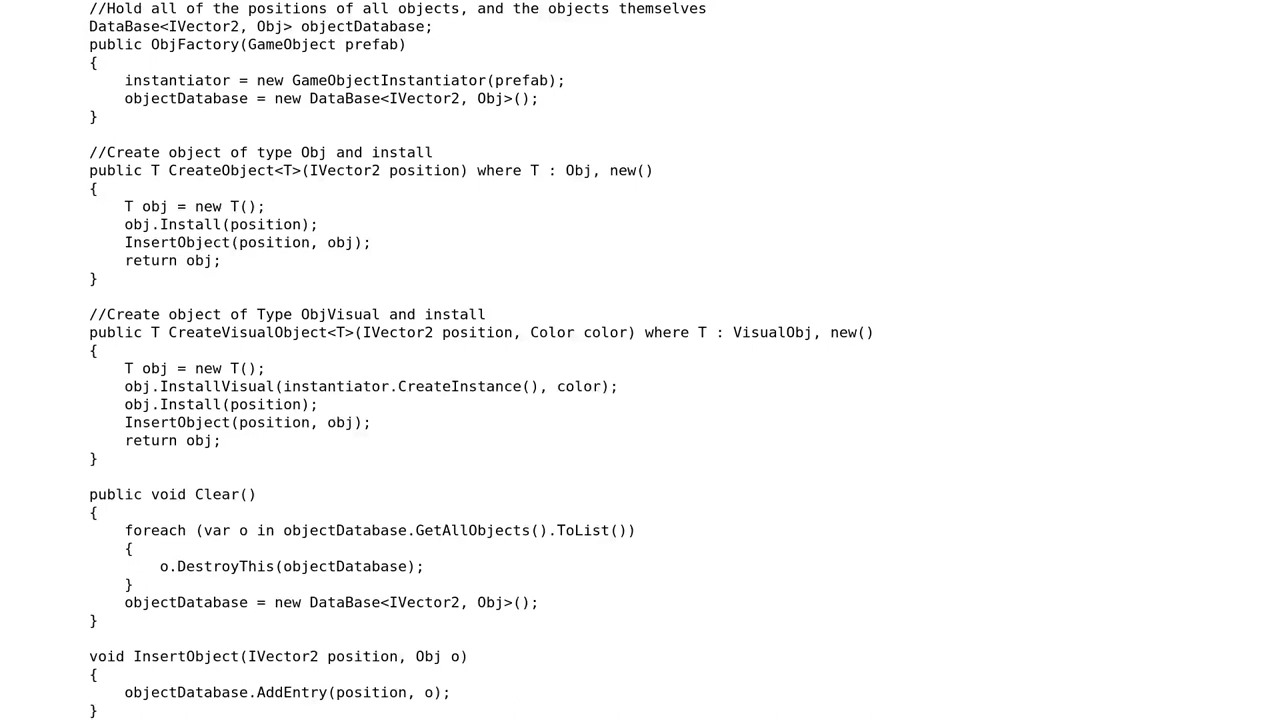 //Hold all of the positions of all objects, and the objects themselves
DataBase<IVector2, Obj> objectDatabase;
public ObjFactory(GameObject prefab)
{
    instantiator = new GameObjectInstantiator(prefab);
    objectDatabase = new DataBase<IVector2, Obj>();
}

//Create object of type Obj and install
public T CreateObject<T>(IVector2 position) where T : Obj, new()
{
    T obj = new T();
    obj.Install(position);
    InsertObject(position, obj);
    return obj;
}

//Create object of Type ObjVisual and install
public T CreateVisualObject<T>(IVector2 position, Color color) where T : VisualObj, new()
{
    T obj = new T();
    obj.InstallVisual(instantiator.CreateInstance(), color);
    obj.Install(position);
    InsertObject(position, obj);
    return obj;
}

public void Clear()
{
    foreach (var o in objectDatabase.GetAllObjects().ToList())
    {
        o.DestroyThis(objectDatabase);
    }
    objectDatabase = new DataBase<IVector2, Obj>();
}

void InsertObject(IVector2 position, Obj o)
{
    objectDatabase.AddEntry(position, o);
}